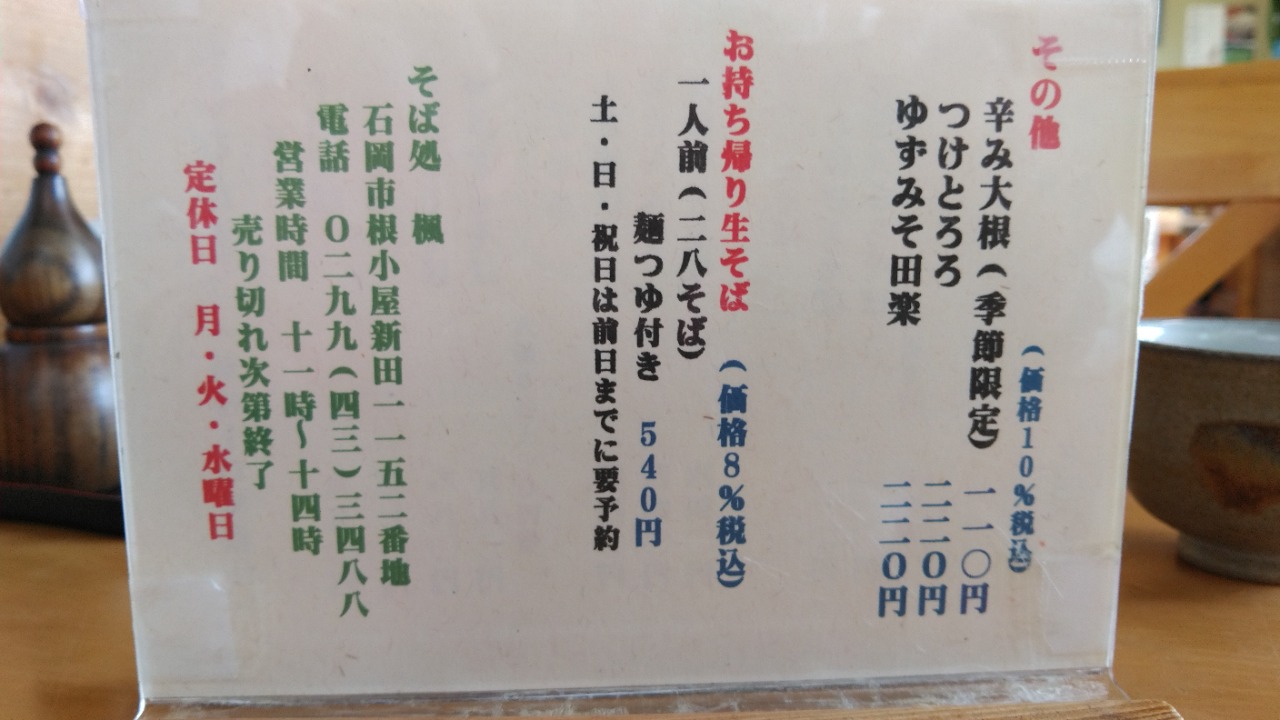 その他
(価格10%税込)
辛み大根(季節限定) 一一〇円
つけとろろ 二二〇円
ゆずみそ田楽 二二〇円
お持ち帰り生そば (価格8%税込)
一人前(二八そば)
麺つゆ付き 540円
土・日・祝日は前日までに要予約
そば処 楓
石岡市根小屋新田一一五二番地
電話 〇二九九(四三)三四八八
営業時間 十一時~十四時
売り切れ次第終了
定休日 月・火・水曜日